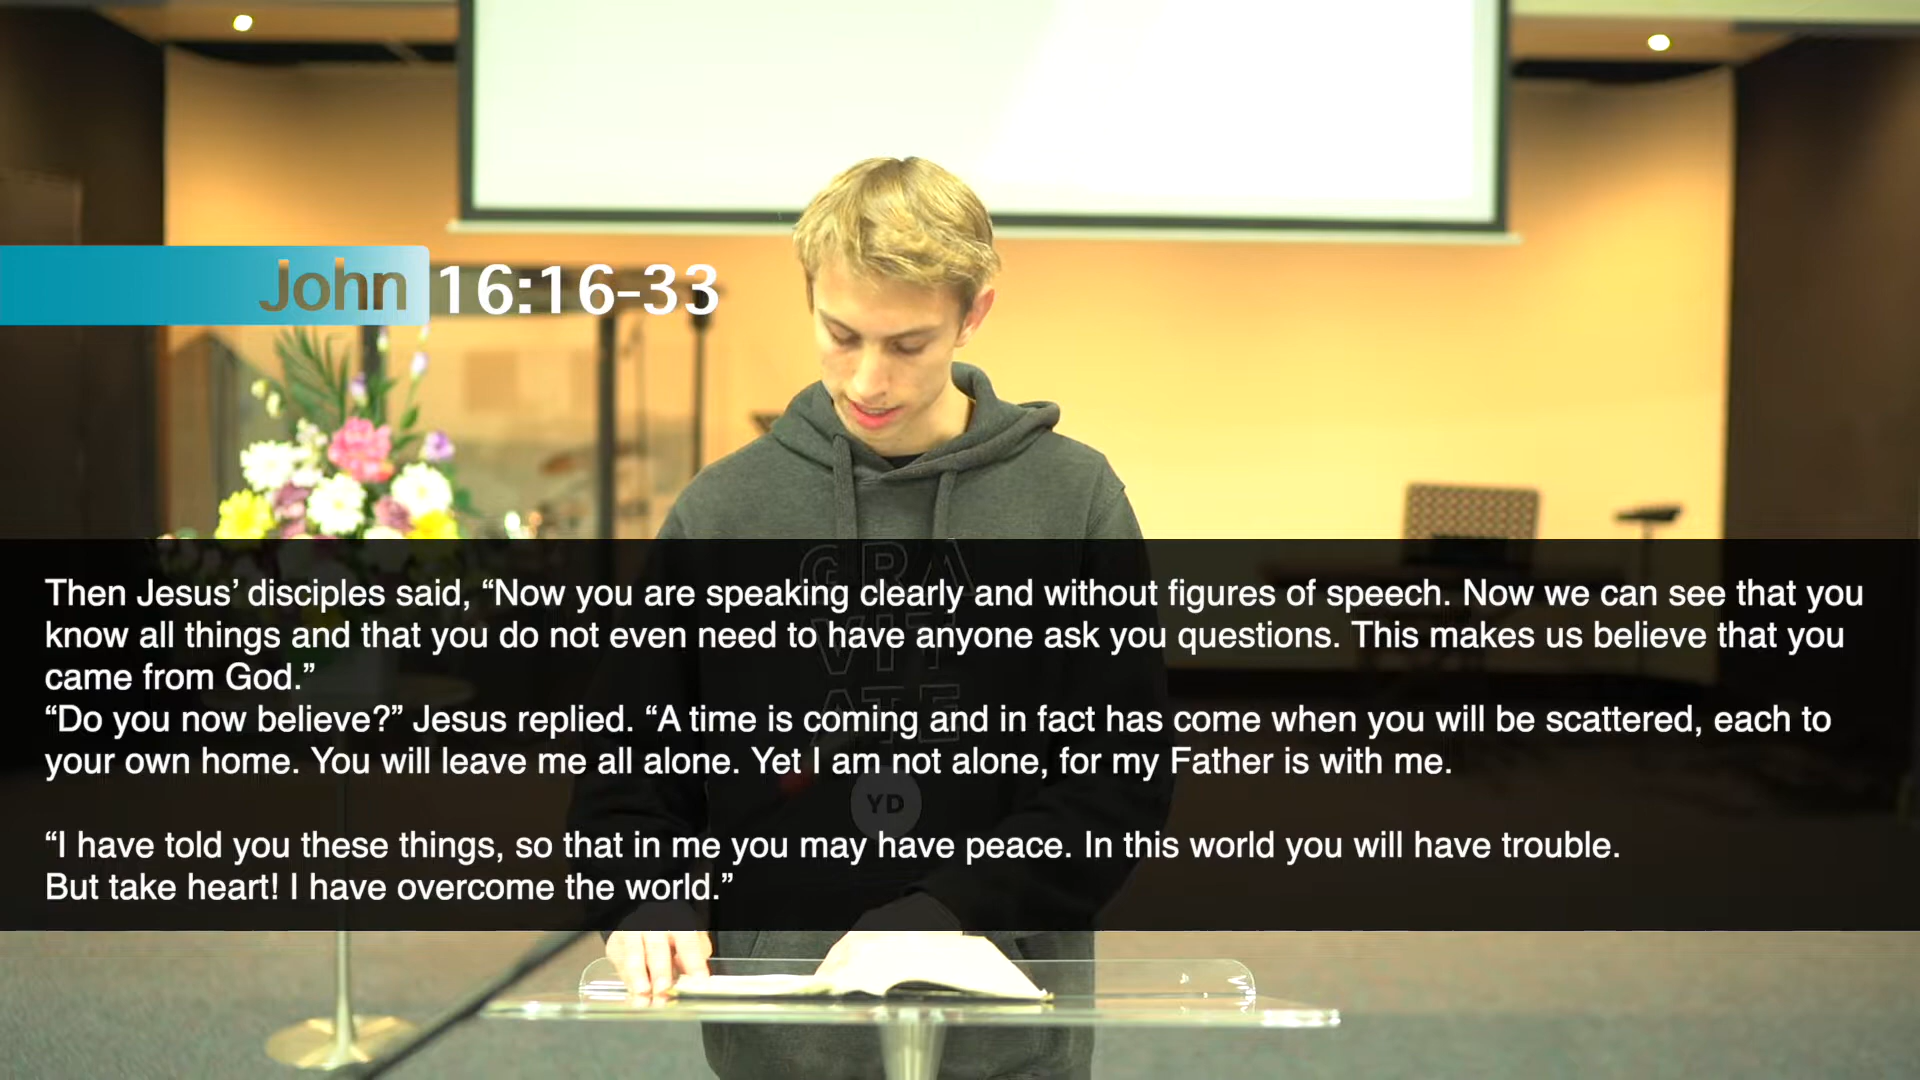 John 16:16-33
GRA
VIT
ATE
Then Jesus’ disciples said, “Now you are speaking clearly and without figures of speech. Now we can see that you
know all things and that you do not even need to have anyone ask you questions. This makes us believe that you
came from God.”
“Do you now believe?” Jesus replied. “A time is coming and in fact has come when you will be scattered, each to
your own home. You will leave me all alone. Yet I am not alone, for my Father is with me.
“I have told you these things, so that in me you may have peace. In this world you will have trouble.
But take heart! I have overcome the world.”
YD